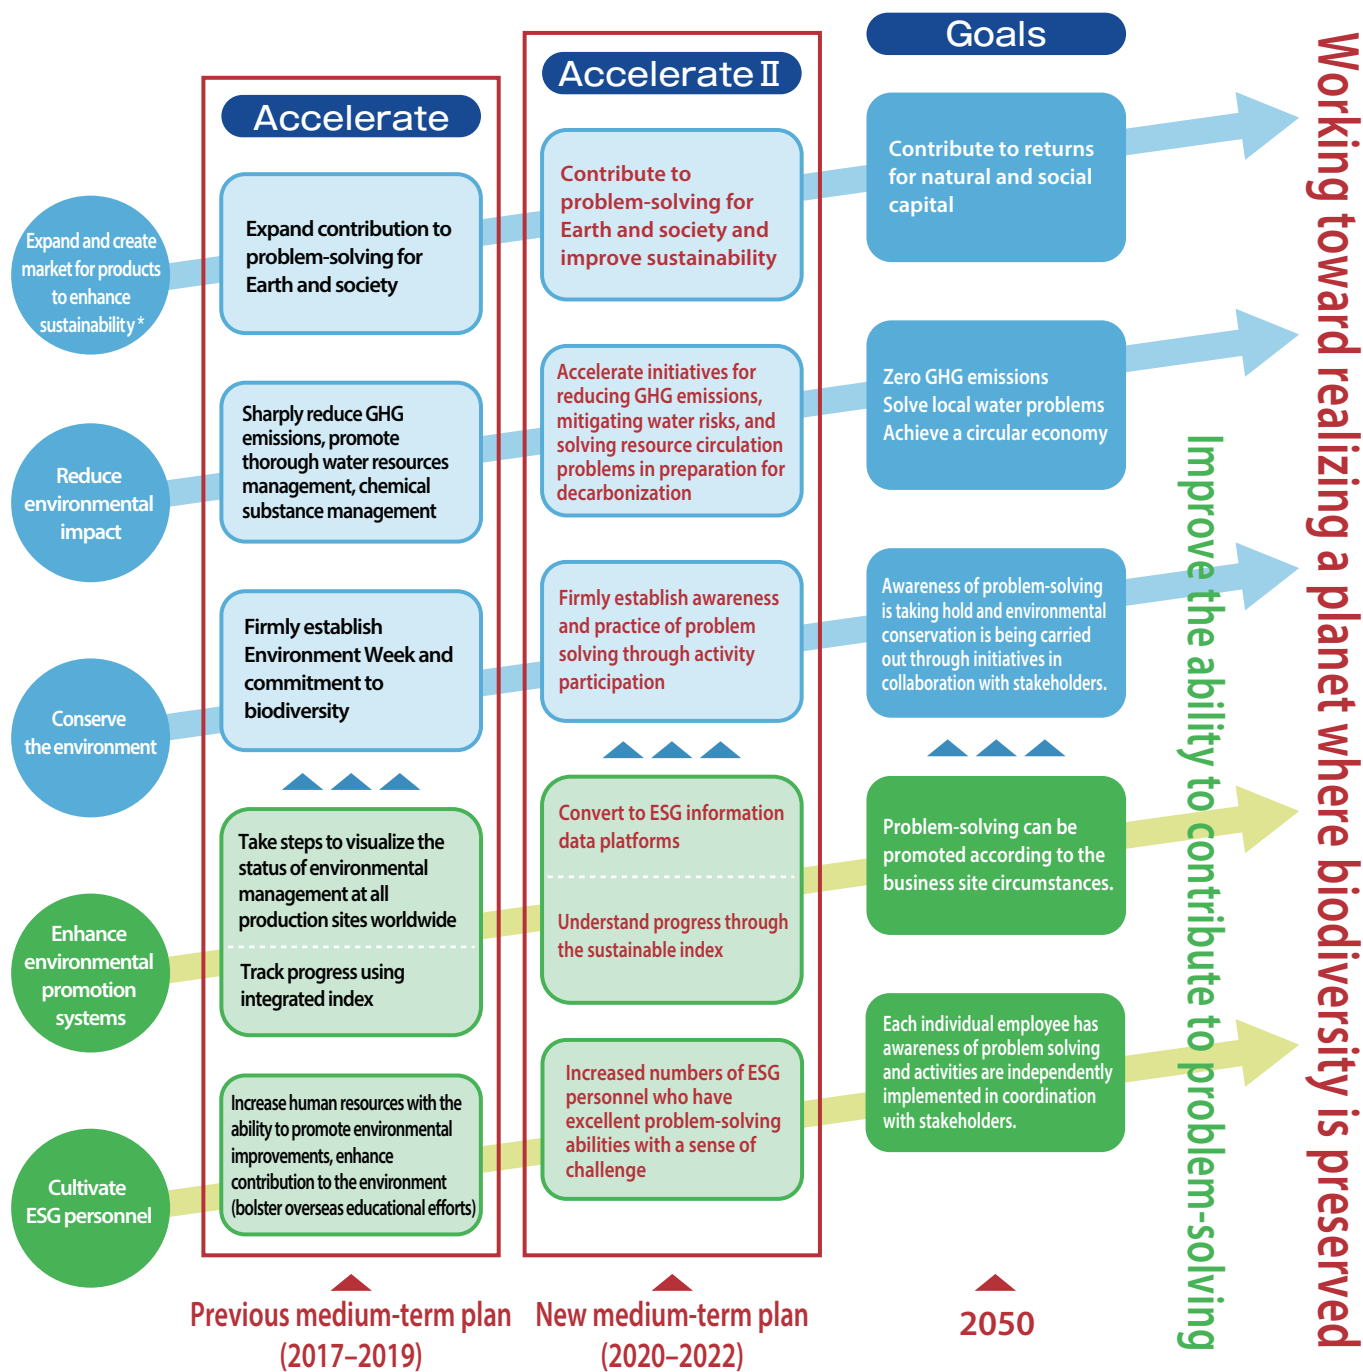 Goals
Accelerate II
Accelerate
Expand and create
market for products
to enhance
sustainability *
Expand contribution to
problem-solving for
Earth and society
Contribute to
problem-solving for
Earth and society and
improve sustainability
Contribute to returns
for natural and social
capital
Reduce
environmental
impact
Sharply reduce GHG
emissions, promote
thorough water resources
management, chemical
substance management
Accelerate initiatives for
reducing GHG emissions,
mitigating water risks, and
solving resource circulation
problems in preparation for
decarbonization
Zero GHG emissions
Solve local water problems
Achieve a circular economy
Conserve
the environment
Firmly establish
Environment Week and
commitment to
biodiversity
Firmly establish awareness
and practice of problem
solving through activity
participation
Awareness of problem-solving
is taking hold and environmental
conservation is being carried
out through initiatives in
collaboration with stakeholders.
Enhance
environmental
promotion
systems
Take steps to visualize the
status of environmental
management at all
production sites worldwide
Track progress using
integrated index
Convert to ESG information
data platforms
Understand progress through
the sustainable index
Problem-solving can be
promoted according to the
business site circumstances.
Cultivate
ESG personnel
Increase human resources with the
ability to promote environmental
improvements, enhance
contribution to the environment
(bolster overseas educational efforts)
Increased numbers of ESG
personnel who have
excellent problem-solving
abilities with a sense of
challenge
Each individual employee has
awareness of problem solving
and activities are independently
implemented in coordination
with stakeholders.
Previous medium-term plan
(2017–2019)
New medium-term plan
(2020–2022)
2050
Improve the ability to contribute to problem-solving
Working toward realizing a planet where biodiversity is preserved